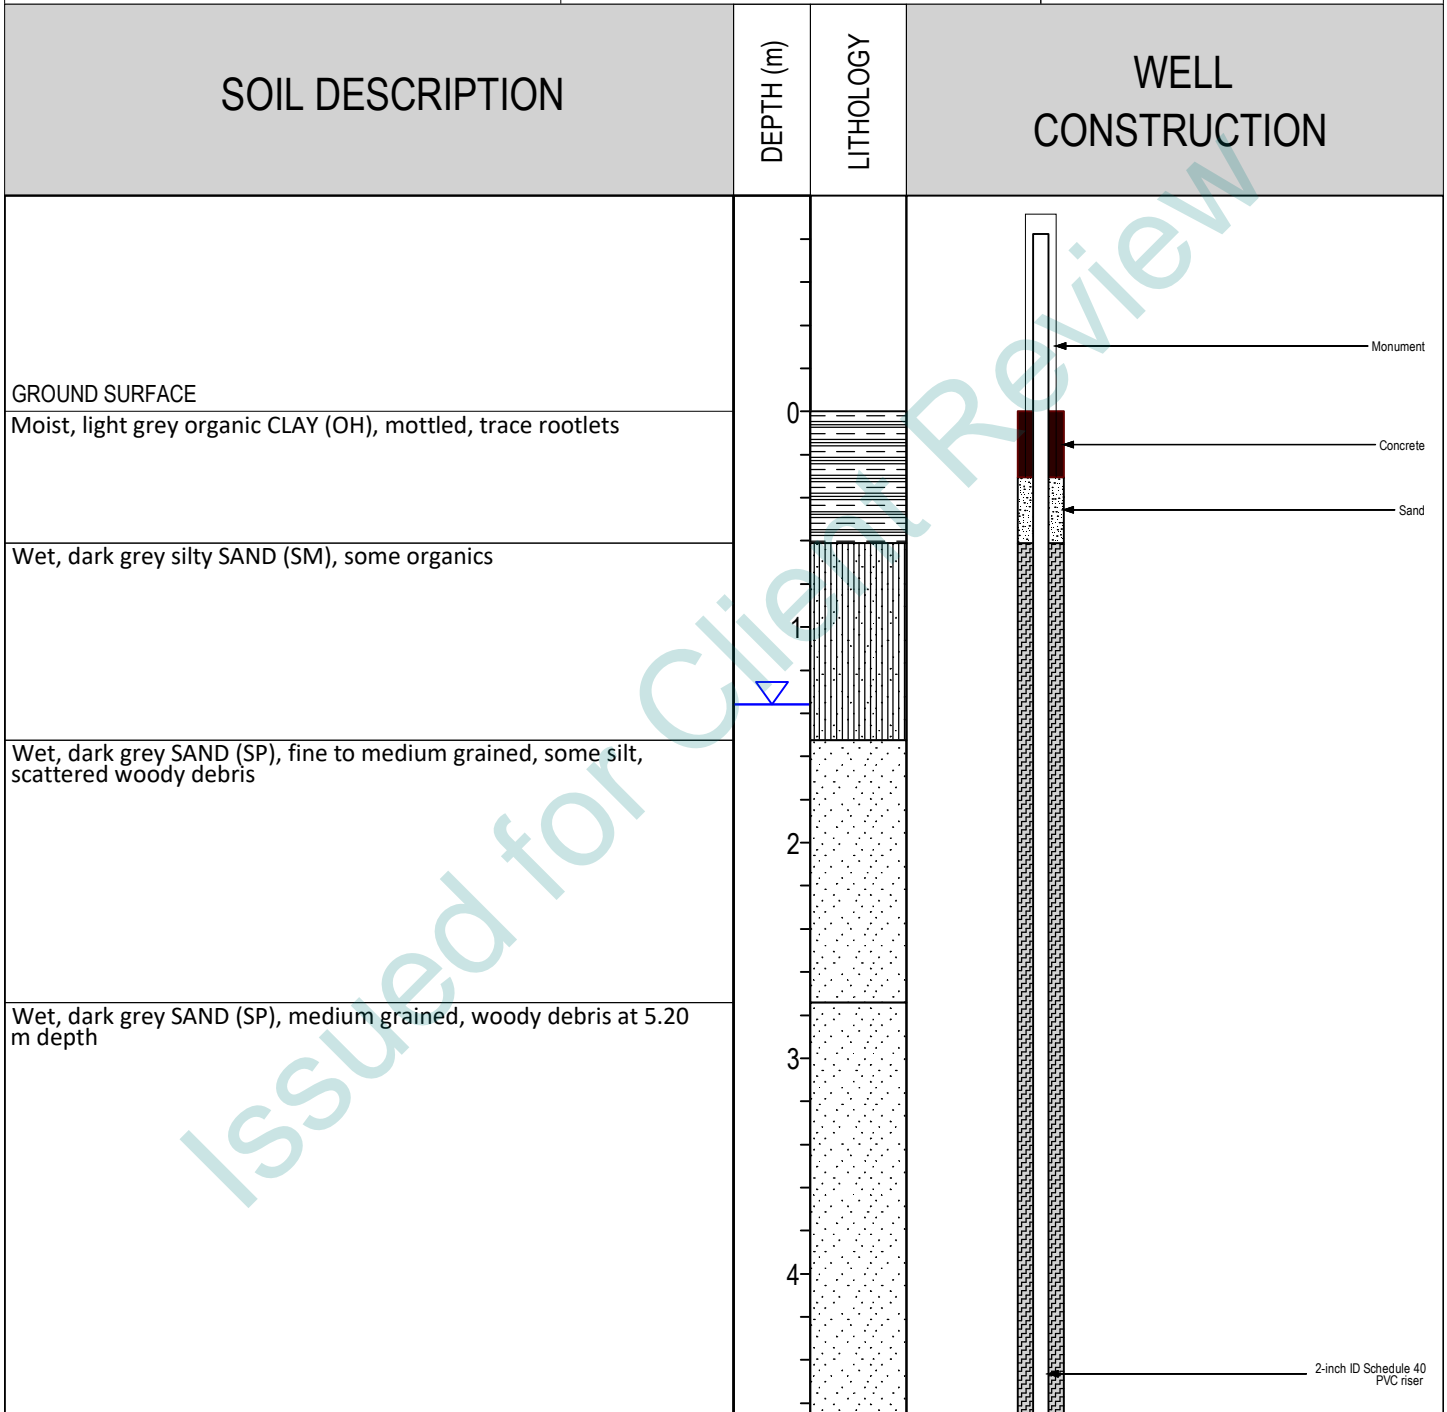 SOIL DESCRIPTION
DEPTH (m)
LITHOLOGY
WELL
CONSTRUCTION
GROUND SURFACE
Moist, light grey organic CLAY (OH), mottled, trace rootlets
Wet, dark grey silty SAND (SM), some organics
Wet, dark grey SAND (SP), fine to medium grained, some silt,
scattered woody debris
Wet, dark grey SAND (SP), medium grained, woody debris at 5.20
m depth
0
1
2
3
4
Monument
Concrete
Sand
2-inch ID Schedule 40
PVC riser
Issued for Client Review